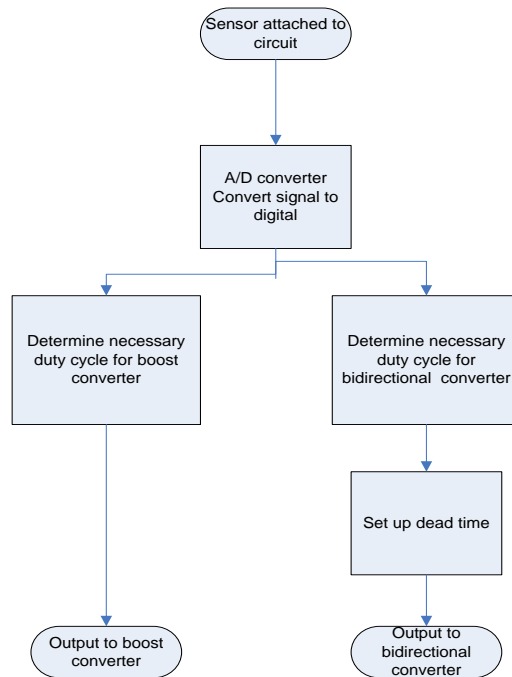 Sensor attached to
circuit
A/D converter
Convert signal to
digital
Determine necessary
duty cycle for boost
converter
Determine necessary
duty cycle for
bidirectional  converter
Set up dead time
Output to boost
converter
Output to
bidirectional
converter